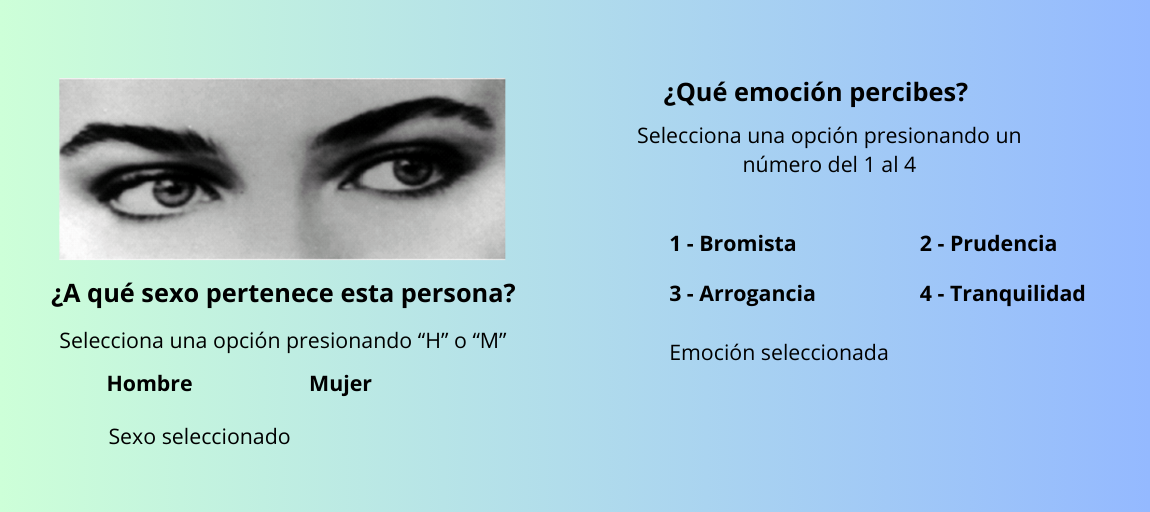 ¿A qué sexo pertenece esta persona?
Selecciona una opción presionando “H” o “M”
Hombre
Mujer
Sexo seleccionado
¿Qué emoción percibes?
Selecciona una opción presionando un
número del 1 al 4
1 - Bromista
2 - Prudencia
3 - Arrogancia
4 - Tranquilidad
Emoción seleccionada